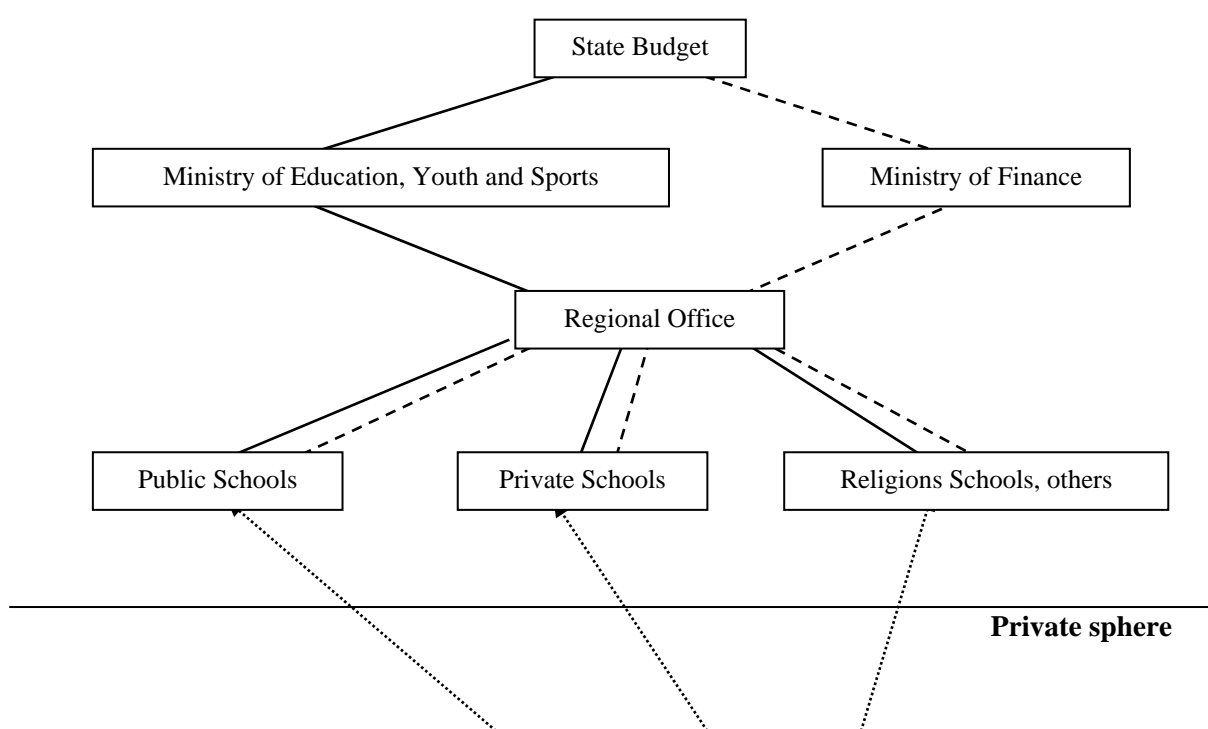 State Budget
Ministry of Education, Youth and Sports
Ministry of Finance
Regional Office
Public Schools
Private Schools
Religions Schools, others
Private sphere